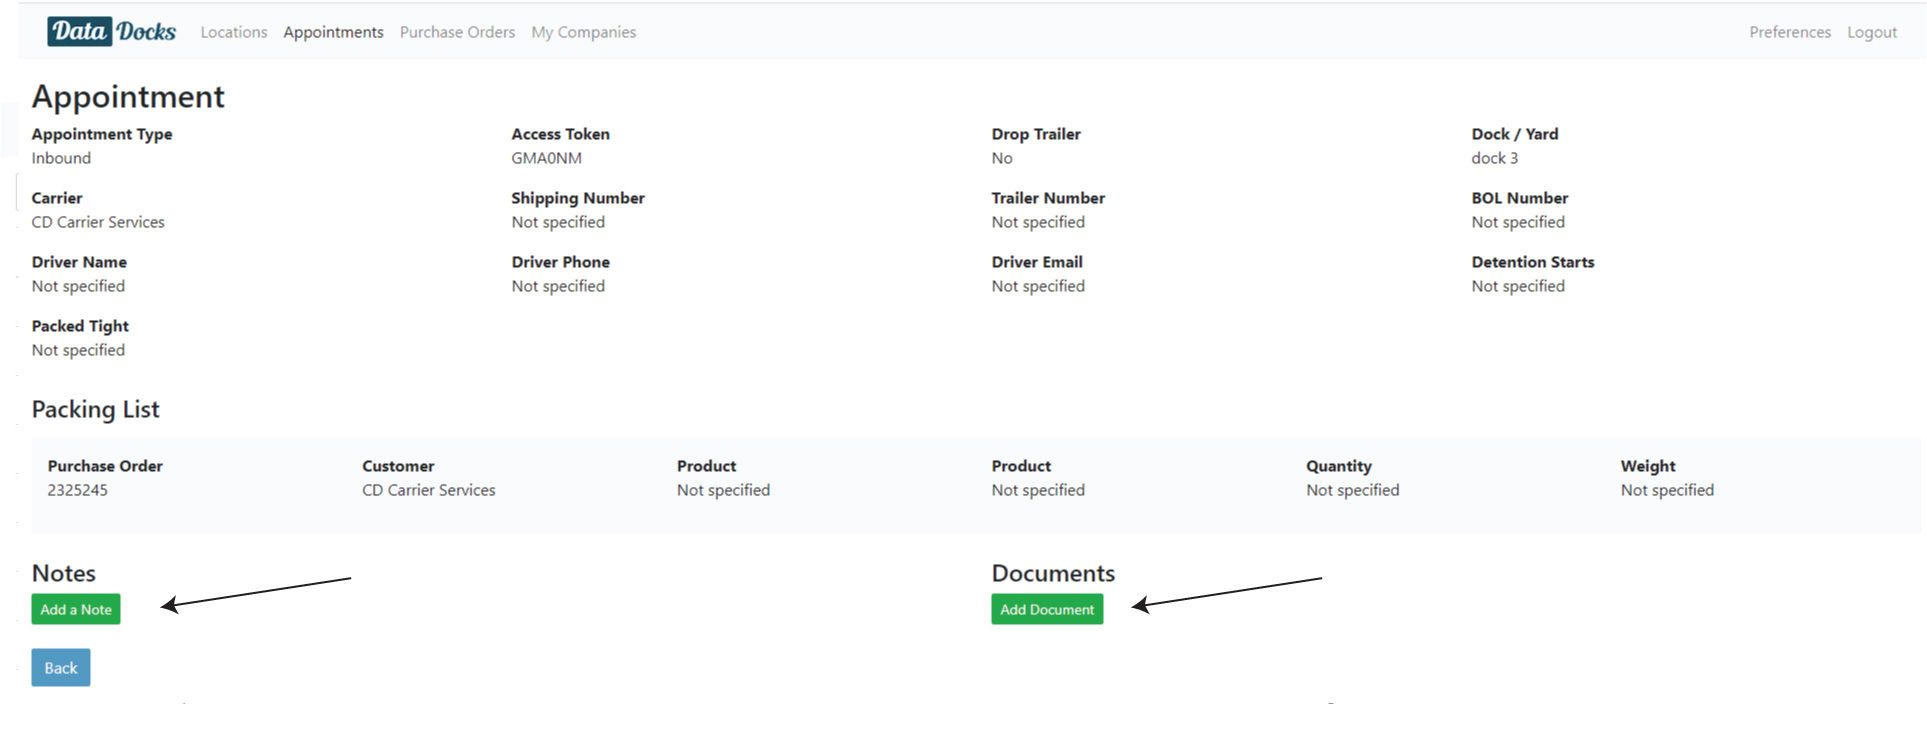 Data Docks Locations Appointments Purchase Orders My Companies Preferences Logout
Appointment
Appointment Type Access Token Drop Trailer Dock / Yard
Inbound GMA0NM No dock 3
Carrier Shipping Number Trailer Number BOL Number
CD Carrier Services Not specified Not specified Not specified
Driver Name Driver Phone Driver Email Detention Starts
Not specified Not specified Not specified Not specified
Packed Tight
Not specified
Packing List
Purchase Order Customer Product Product Quantity Weight
2325245 CD Carrier Services Not specified Not specified Not specified Not specified
Notes Documents
Add a Note Add Document
Back